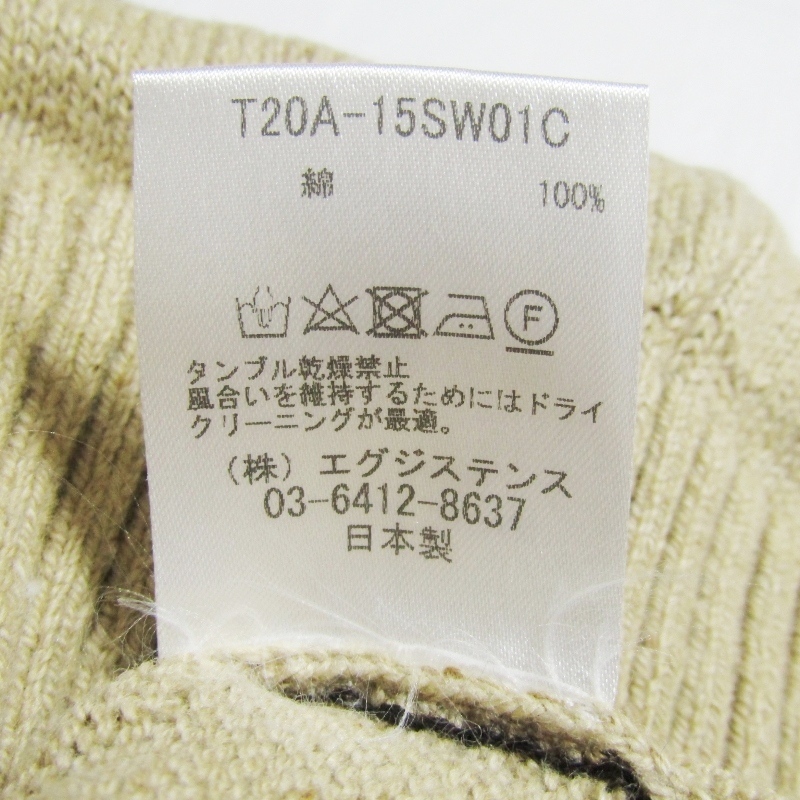 T20A-15SW01C
綿 100%
F
タンブル乾燥禁止
風合いを維持するためにはドライ
クリーニングが最適。
(株) エグジステンス
03-6412-8637
日本製